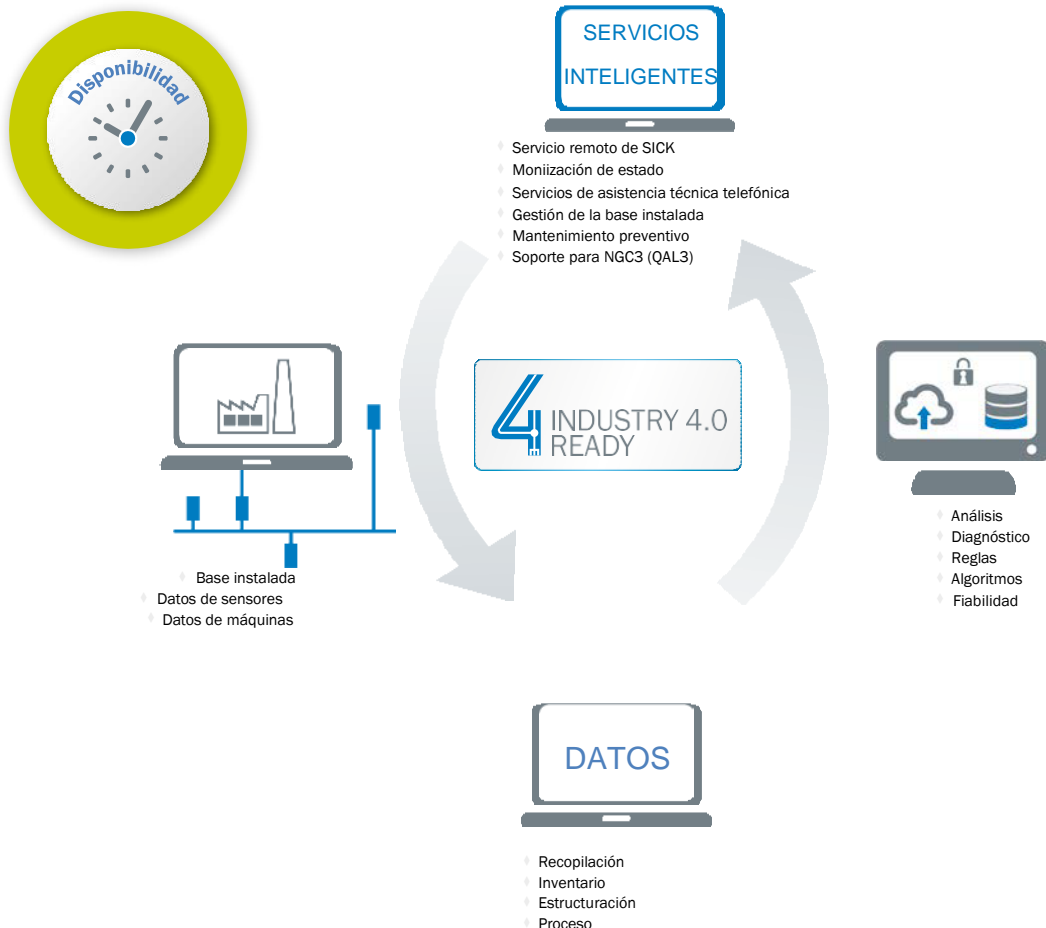 Disponibilidad
SERVICIOS
INTELIGENTES
Servicio remoto de SICK
Moniización de estado
Servicios de asistencia técnica telefónica
Gestión de la base instalada
Mantenimiento preventivo
Soporte para NGC3 (QAL3)
4 INDUSTRY 4.0
READY
Base instalada
Datos de sensores
Datos de máquinas
Análisis
Diagnóstico
Reglas
Algoritmos
Fiabilidad
DATOS
Recopilación
Inventario
Estructuración
Proceso